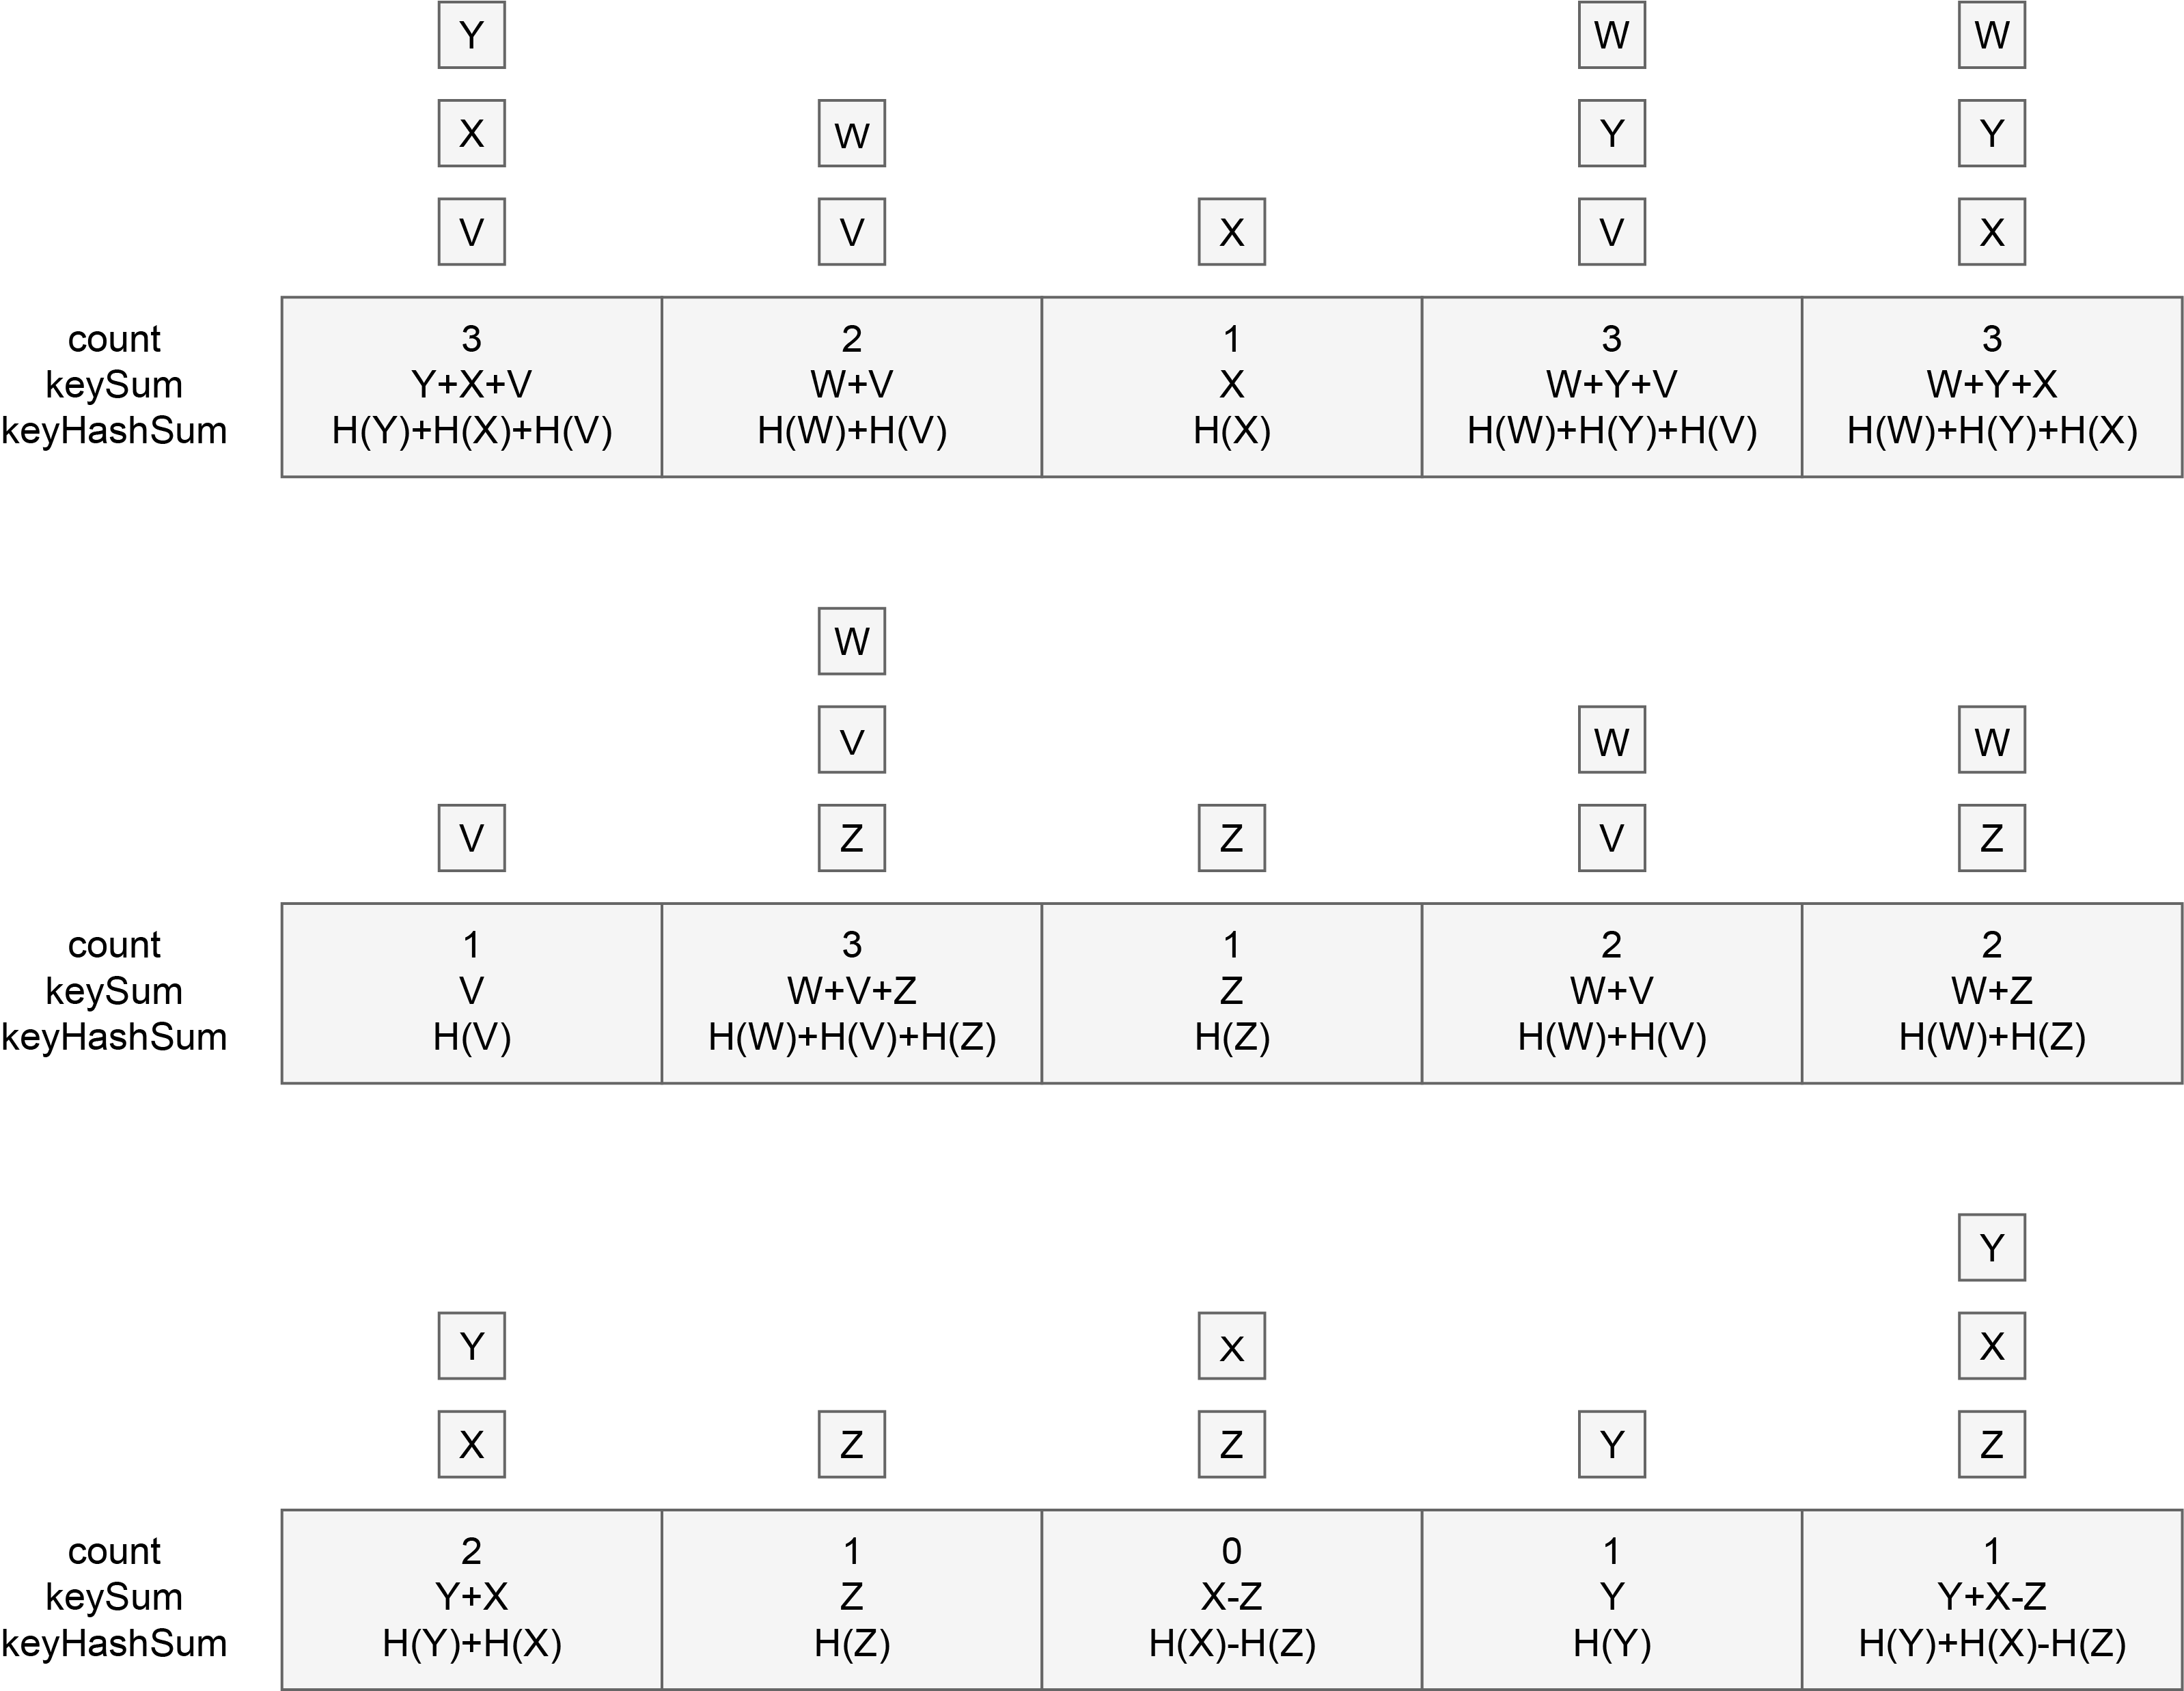 Y W W
X W Y Y
V V X V X
count 3 2 1 3 3
keySum Y+X+V W+V X W+Y+V W+Y+X
keyHashSum H(Y)+H(X)+H(V) H(W)+H(V) H(X) H(W)+H(Y)+H(V) H(W)+H(Y)+H(X)
W
V W W
V Z Z V Z
count 1 3 1 2 2
keySum V W+V+Z Z W+V W+Z
keyHashSum H(V) H(W)+H(V)+H(Z) H(Z) H(W)+H(V) H(W)+H(Z)
Y
Y X X
X Z Z Y Z
count 2 1 0 1 1
keySum Y+X Z X-Z Y Y+X-Z
keyHashSum H(Y)+H(X) H(Z) H(X)-H(Z) H(Y) H(Y)+H(X)-H(Z)